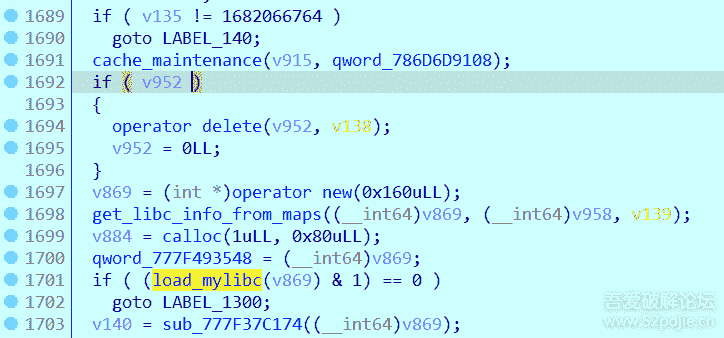 1689 if ( v135 != 1682066764 )
1690 goto LABEL_140;
1691 cache_maintenance(v915, qword_786D6D9108);
1692 if ( v952 )
1693 {
1694 operator delete(v952, v138);
1695 v952 = 0LL;
1696 }
1697 v869 = (int *)operator new(0x160uLL);
1698 get_libc_info_from_maps((__int64)v869, (__int64)v958, v139);
1699 v884 = calloc(1uLL, 0x80uLL);
1700 qword_777F493548 = (__int64)v869;
1701 if ( (load_mylibc(v869) & 1) == 0 )
1702 goto LABEL_1300;
1703 v140 = sub_777F37C174((__int64)v869);
吾爱破解论坛
www.52pojie.cn